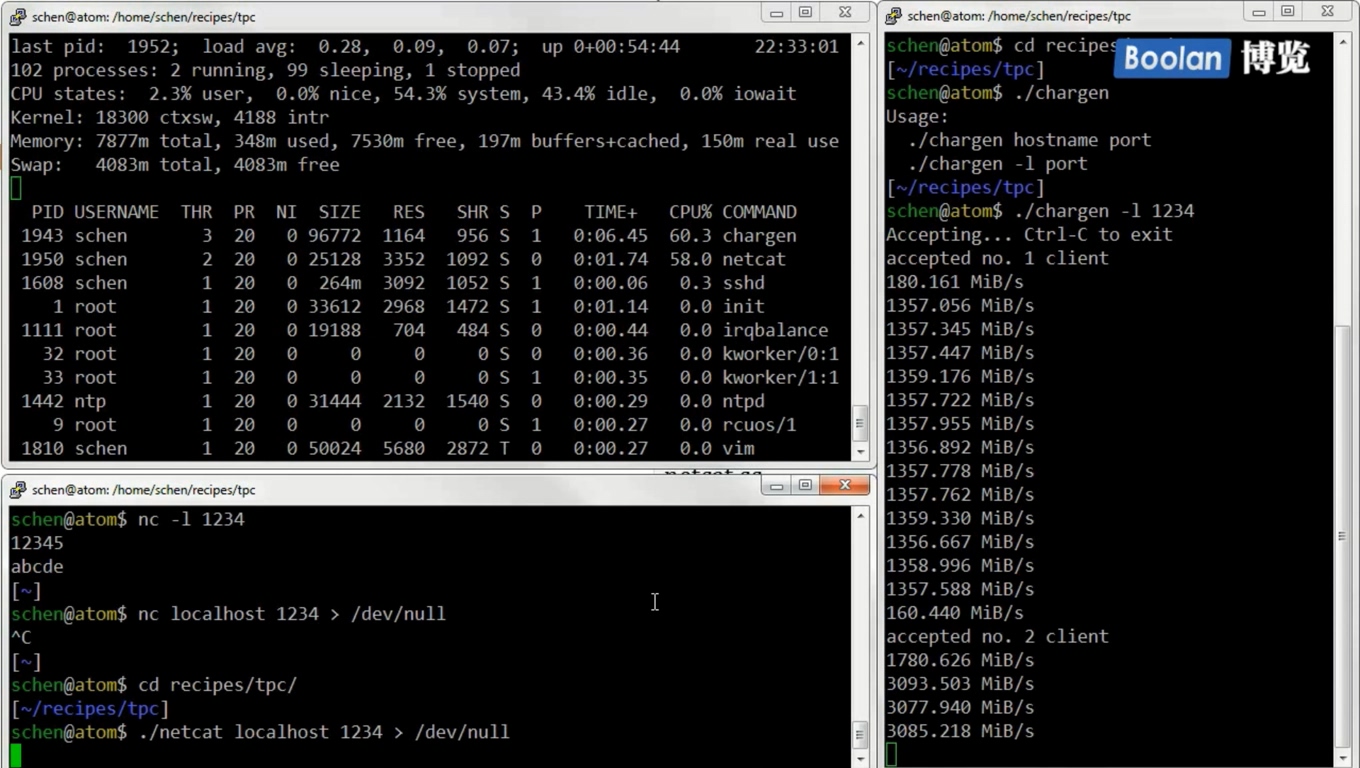 schen@atom: /home/schen/recipes/tpc
last pid:  1952;  load avg:  0.28,  0.09,  0.07;  up 0+00:54:44        22:33:01
102 processes: 2 running, 99 sleeping, 1 stopped
CPU states:  2.3% user,  0.0% nice, 54.3% system, 43.4% idle,  0.0% iowait
Kernel: 18300 ctxsw, 4188 intr
Memory: 7877m total, 348m used, 7530m free, 197m buffers+cached, 150m real use
Swap:   4083m total, 4083m free
PID USERNAME  THR  PR  NI  SIZE   RES   SHR S  P    TIME+   CPU% COMMAND
1943 schen       3  20   0 96772  1164   956 S  1  0:06.45  60.3 chargen
1950 schen       2  20   0 25128  3352  1092 S  0  0:01.74  58.0 netcat
1608 schen       1  20   0  264m  3092  1052 S  1  0:00.06   0.3 sshd
1 root        1  20   0 33612  2968  1472 S  1  0:01.14   0.0 init
1111 root        1  20   0 19188   704   484 S  0  0:00.44   0.0 irqbalance
32 root        1  20   0     0     0     0 S  0  0:00.36   0.0 kworker/0:1
33 root        1  20   0     0     0     0 S  1  0:00.35   0.0 kworker/1:1
1442 ntp         1  20   0 31444  2132  1540 S  0  0:00.29   0.0 ntpd
9 root        1  20   0     0     0     0 S  1  0:00.27   0.0 rcuos/1
1810 schen       1  20   0 50024  5680  2872 T  0  0:00.27   0.0 vim
schen@atom: /home/schen/recipes/tpc
schen@atom$ nc -l 1234
12345
abcde
[~]
schen@atom$ nc localhost 1234 > /dev/null
^C
[~]
schen@atom$ cd recipes/tpc/
[~/recipes/tpc]
schen@atom$ ./netcat localhost 1234 > /dev/null
schen@atom: /home/schen/recipes/tpc
schen@atom$ cd recipes
Boolan 博览
[~/recipes/tpc]
schen@atom$ ./chargen
Usage:
./chargen hostname port
./chargen -l port
[~/recipes/tpc]
schen@atom$ ./chargen -l 1234
Accepting... Ctrl-C to exit
accepted no. 1 client
180.161 MiB/s
1357.056 MiB/s
1357.345 MiB/s
1357.447 MiB/s
1359.176 MiB/s
1357.722 MiB/s
1357.955 MiB/s
1356.892 MiB/s
1357.778 MiB/s
1357.762 MiB/s
1359.330 MiB/s
1356.667 MiB/s
1358.996 MiB/s
1357.588 MiB/s
160.440 MiB/s
accepted no. 2 client
1780.626 MiB/s
3093.503 MiB/s
3077.940 MiB/s
3085.218 MiB/s